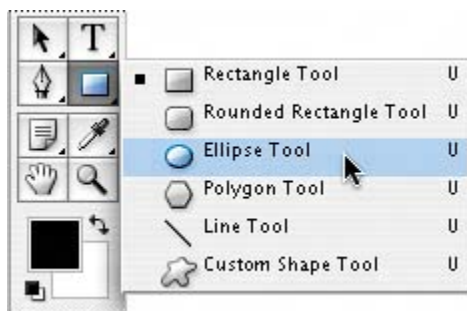 T
Rectangle Tool U
Rounded Rectangle Tool U
Ellipse Tool U
Polygon Tool U
Line Tool U
Custom Shape Tool U